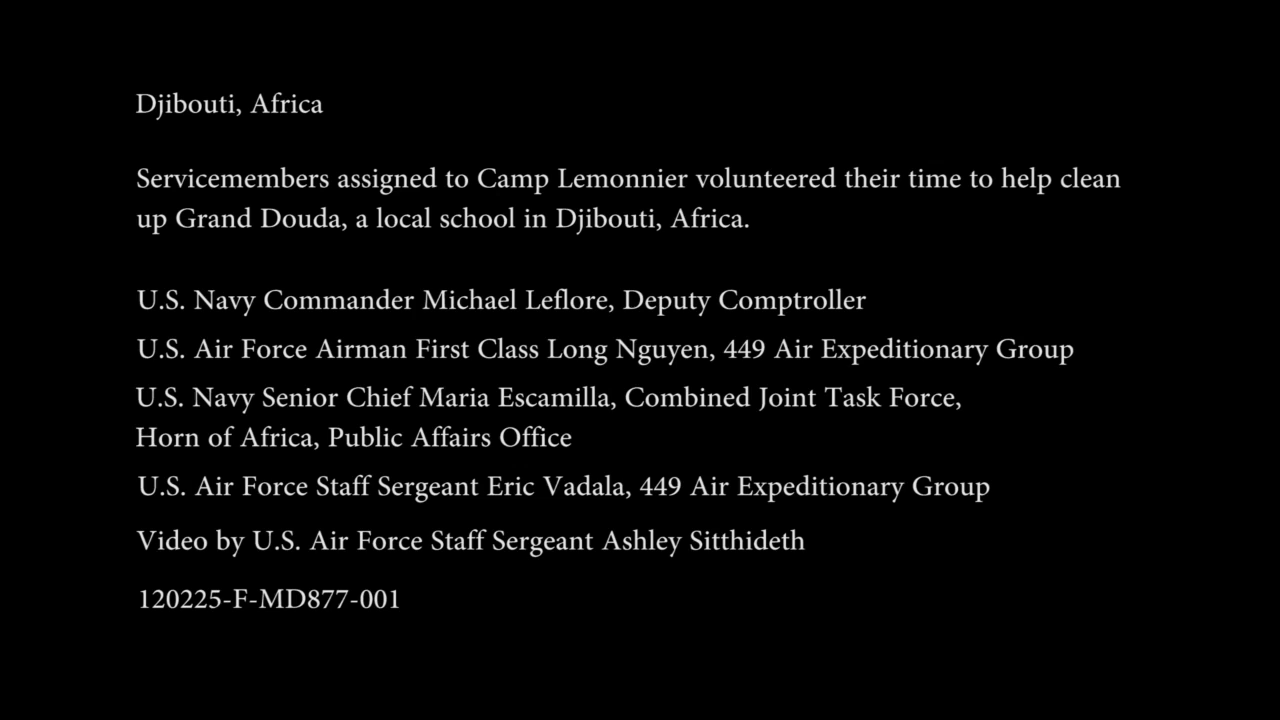 Djibouti, Africa
Servicemembers assigned to Camp Lemonnier volunteered their time to help clean
up Grand Douda, a local school in Djibouti, Africa.
U.S. Navy Commander Michael Leflore, Deputy Comptroller
U.S. Air Force Airman First Class Long Nguyen, 449 Air Expeditionary Group
U.S. Navy Senior Chief Maria Escamilla, Combined Joint Task Force,
Horn of Africa, Public Affairs Office
U.S. Air Force Staff Sergeant Eric Vadala, 449 Air Expeditionary Group
Video by U.S. Air Force Staff Sergeant Ashley Sitthideth
120225-F-MD877-001